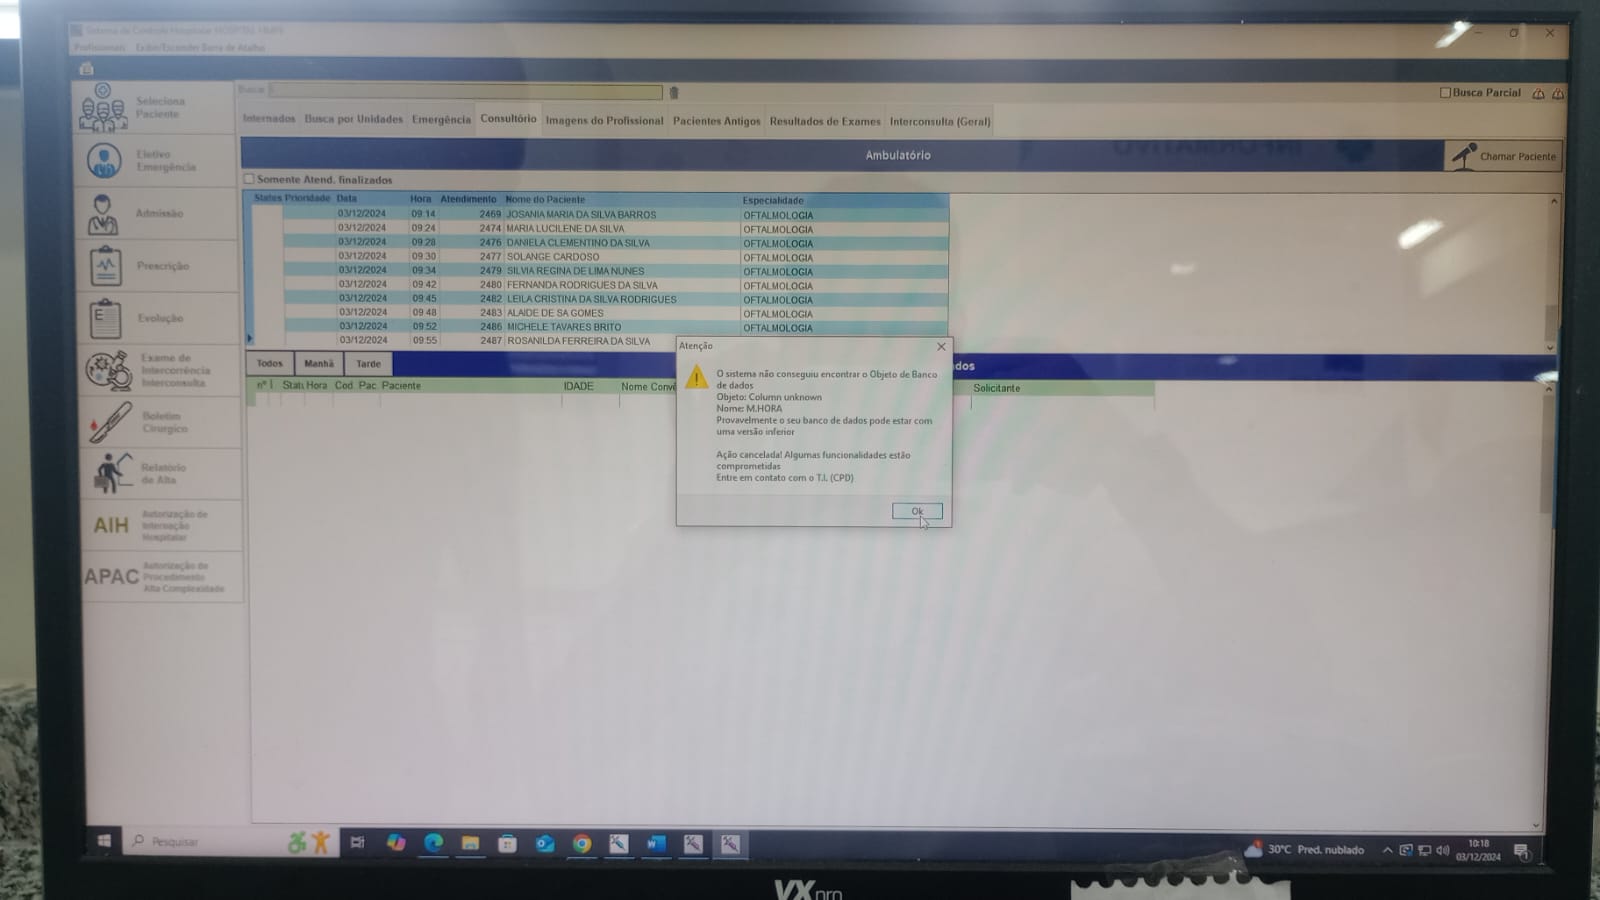 Sistema de Controle Hospitalar HOSPITAL HMPB
Profissionais Exibir/Esconder Barra de Atalho
Seleciona
Paciente
Eletivo
Emergência
Admissão
Prescrição
Evolução
Exame de
Intercorrência
Interconsulta
Boletim
Cirurgico
Relatório
de Alta
AIH
Autorização de
Internação
Hospitalar
APAC
Autorização de
Procedimento
Alta Complexidade
Busca
Busca Parcial
Internados Busca por Unidades Emergência Consultório Imagens do Profissional Pacientes Antigos Resultados de Exames Interconsulta (Geral)
Ambulatório
Chamar Paciente
Somente Atend. finalizados
Status Prioridade Data Hora Atendimento Nome do Paciente Especialidade
03/12/2024 09:14 2469 JOSANIA MARIA DA SILVA BARROS OFTALMOLOGIA
03/12/2024 09:24 2474 MARIA LUCILENE DA SILVA OFTALMOLOGIA
03/12/2024 09:28 2476 DANIELA CLEMENTINO DA SILVA OFTALMOLOGIA
03/12/2024 09:30 2477 SOLANGE CARDOSO OFTALMOLOGIA
03/12/2024 09:34 2479 SILVIA REGINA DE LIMA NUNES OFTALMOLOGIA
03/12/2024 09:42 2480 FERNANDA RODRIGUES DA SILVA OFTALMOLOGIA
03/12/2024 09:45 2482 LEILA CRISTINA DA SILVA RODRIGUES OFTALMOLOGIA
03/12/2024 09:48 2483 ALAIDE DE SA GOMES OFTALMOLOGIA
03/12/2024 09:52 2486 MICHELE TAVARES BRITO OFTALMOLOGIA
03/12/2024 09:55 2487 ROSANILDA FERREIRA DA SILVA
Todos Manhã Tarde
dos
nº Statu Hora Cod. Pac. Paciente IDADE Nome Convê Solicitante
Atenção
O sistema não conseguiu encontrar o Objeto de Banco
de dados
Objeto: Column unknown
Nome: M.HORA
Provavelmente o seu banco de dados pode estar com
uma versão inferior
Ação cancelada! Algumas funcionalidades estão
comprometidas
Entre em contato com o T.I. (CPD)
Ok
Pesquisar
30°C Pred. nublado
10:18
03/12/2024
VXpro